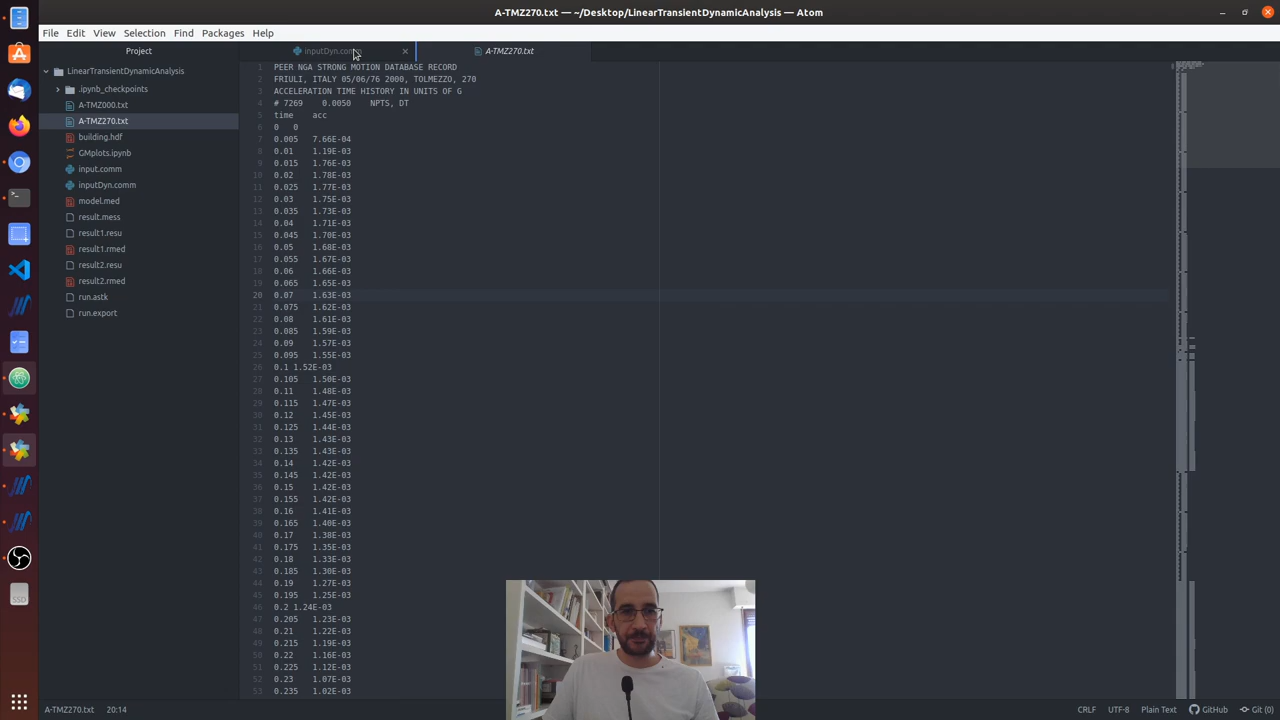 A-TMZ270.txt — ~/Desktop/LinearTransientDynamicAnalysis — Atom
File Edit View Selection Find Packages Help
Project
inputDyn.comm
A-TMZ270.txt
LinearTransientDynamicAnalysis
.ipynb_checkpoints
A-TMZ000.txt
A-TMZ270.txt
building.hdf
GMplots.ipynb
input.comm
inputDyn.comm
model.med
result.mess
result1.resu
result1.rmed
result2.resu
result2.rmed
run.astk
run.export
1 PEER NGA STRONG MOTION DATABASE RECORD
2 FRIULI, ITALY 05/06/76 2000, TOLMEZZO, 270
3 ACCELERATION TIME HISTORY IN UNITS OF G
4 # 7269 0.0050 NPTS, DT
5 time acc
6 0 0
7 0.005 7.66E-04
8 0.01 1.19E-03
9 0.015 1.76E-03
10 0.02 1.78E-03
11 0.025 1.77E-03
12 0.03 1.75E-03
13 0.035 1.73E-03
14 0.04 1.71E-03
15 0.045 1.70E-03
16 0.05 1.68E-03
17 0.055 1.67E-03
18 0.06 1.66E-03
19 0.065 1.65E-03
20 0.07 1.63E-03
21 0.075 1.62E-03
22 0.08 1.61E-03
23 0.085 1.59E-03
24 0.09 1.57E-03
25 0.095 1.55E-03
26 0.1 1.52E-03
27 0.105 1.50E-03
28 0.11 1.48E-03
29 0.115 1.47E-03
30 0.12 1.45E-03
31 0.125 1.44E-03
32 0.13 1.43E-03
33 0.135 1.43E-03
34 0.14 1.42E-03
35 0.145 1.42E-03
36 0.15 1.42E-03
37 0.155 1.42E-03
38 0.16 1.41E-03
39 0.165 1.40E-03
40 0.17 1.38E-03
41 0.175 1.35E-03
42 0.18 1.33E-03
43 0.185 1.30E-03
44 0.19 1.27E-03
45 0.195 1.25E-03
46 0.2 1.24E-03
47 0.205 1.23E-03
48 0.21 1.22E-03
49 0.215 1.19E-03
50 0.22 1.16E-03
51 0.225 1.12E-03
52 0.23 1.07E-03
53 0.235 1.02E-03
SSD
A-TMZ270.txt 20:14
CRLF UTF-8 Plain Text GitHub Git (0)